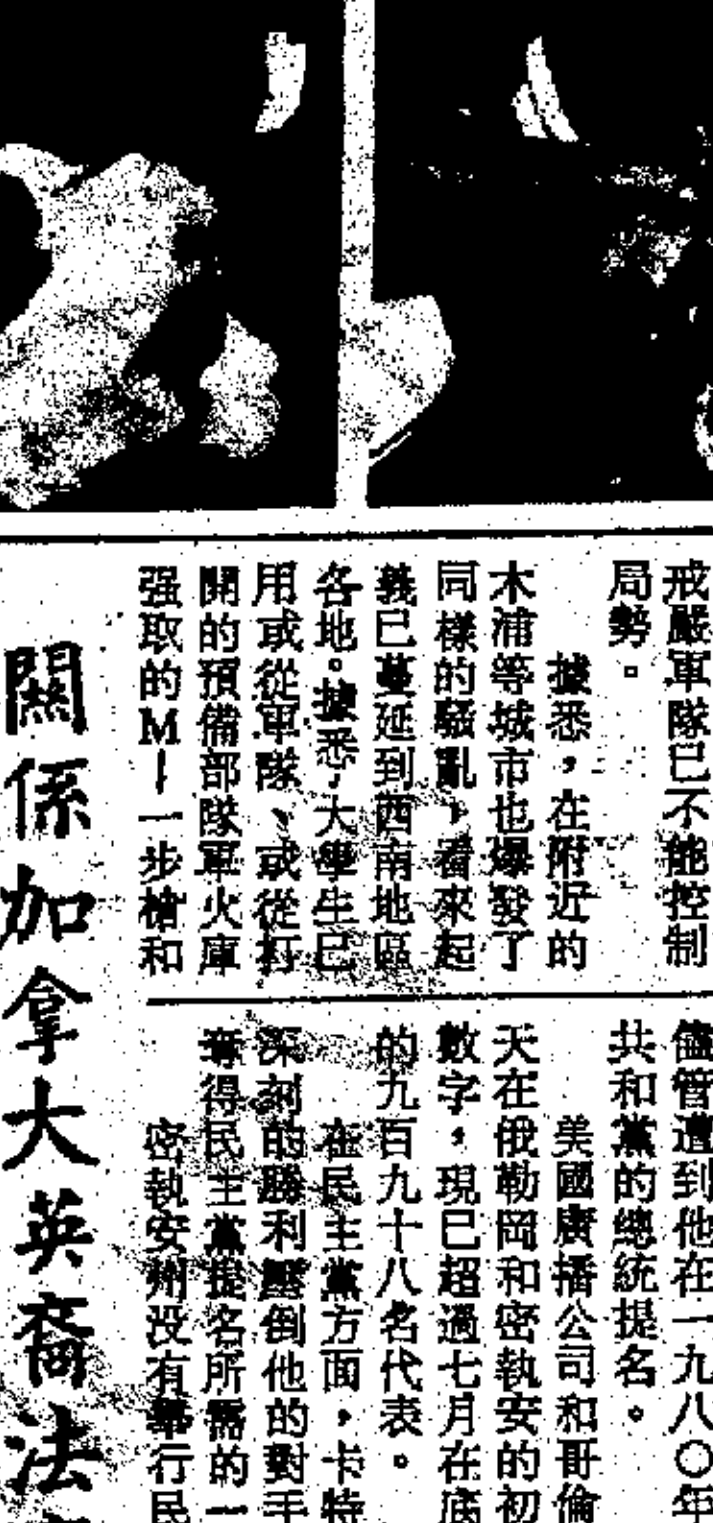 戒嚴軍隊已不能控制
局勢。
據悉，在附近的
木浦等城市也爆發了
同樣的騷亂，看來起
義已蔓延到西南地區
各地。據悉，大學生已
用或從軍隊、或從打
開的預備部隊軍火庫
强取的M—一步槍和
儘管遭到他在一九八〇年
共和黨的總統提名。
美國廣播公司和哥倫
天在俄勒岡和密執安的初
數字，現已超過七月在底
的九百九十八名代表。
在民主黨方面，卡特
深刻的勝利壓倒他的對手
奪得民主黨提名所需的一
密執安州没有舉行民
關係加拿大英裔法